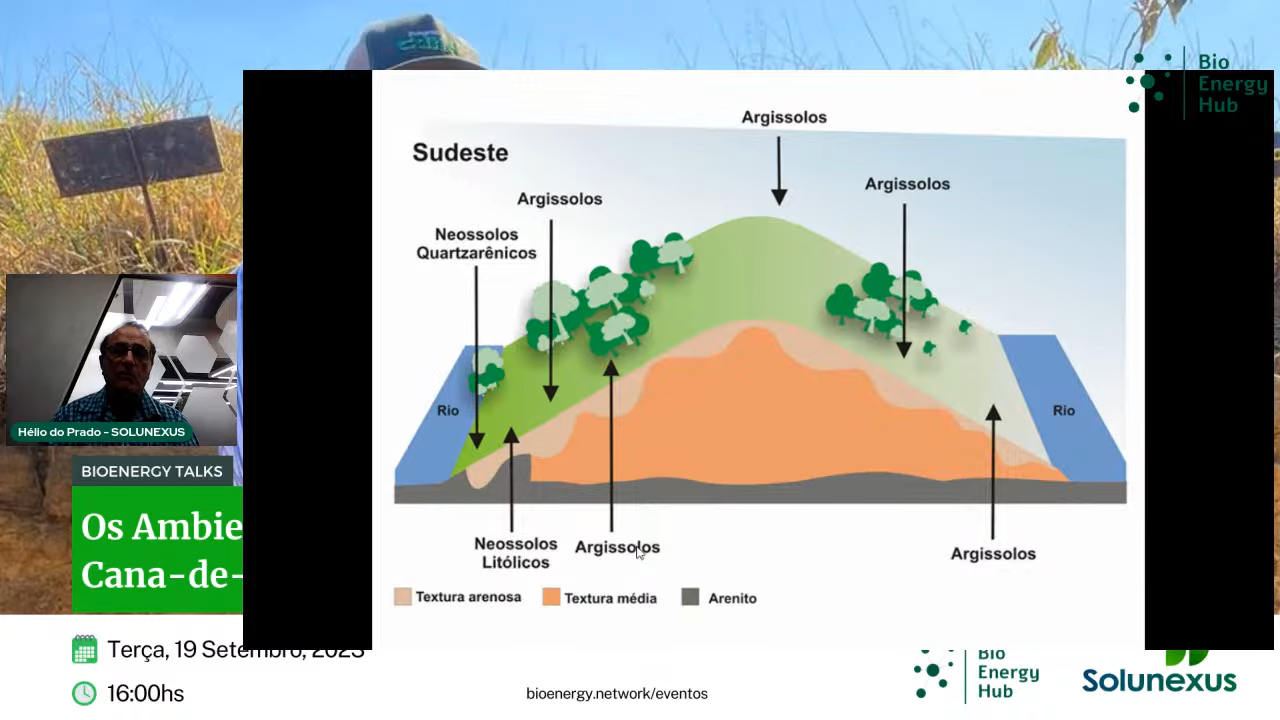 Bio
Energy
Hub
Argissolos
Sudeste
Argissolos
Argissolos
Neossolos
Quartzarênicos
Rio
Rio
Hélio do Prado - SOLUNEXUS
BIOENERGY TALKS
Os Ambie
Cana-de-
Neossolos
Litólicos
Argissolos
Argissolos
Textura arenosa
Textura média
Arenito
Terça, 19 Setembro, 2023
16:00hs
bioenergy.network/eventos
Bio
Energy
Hub
Solunexus